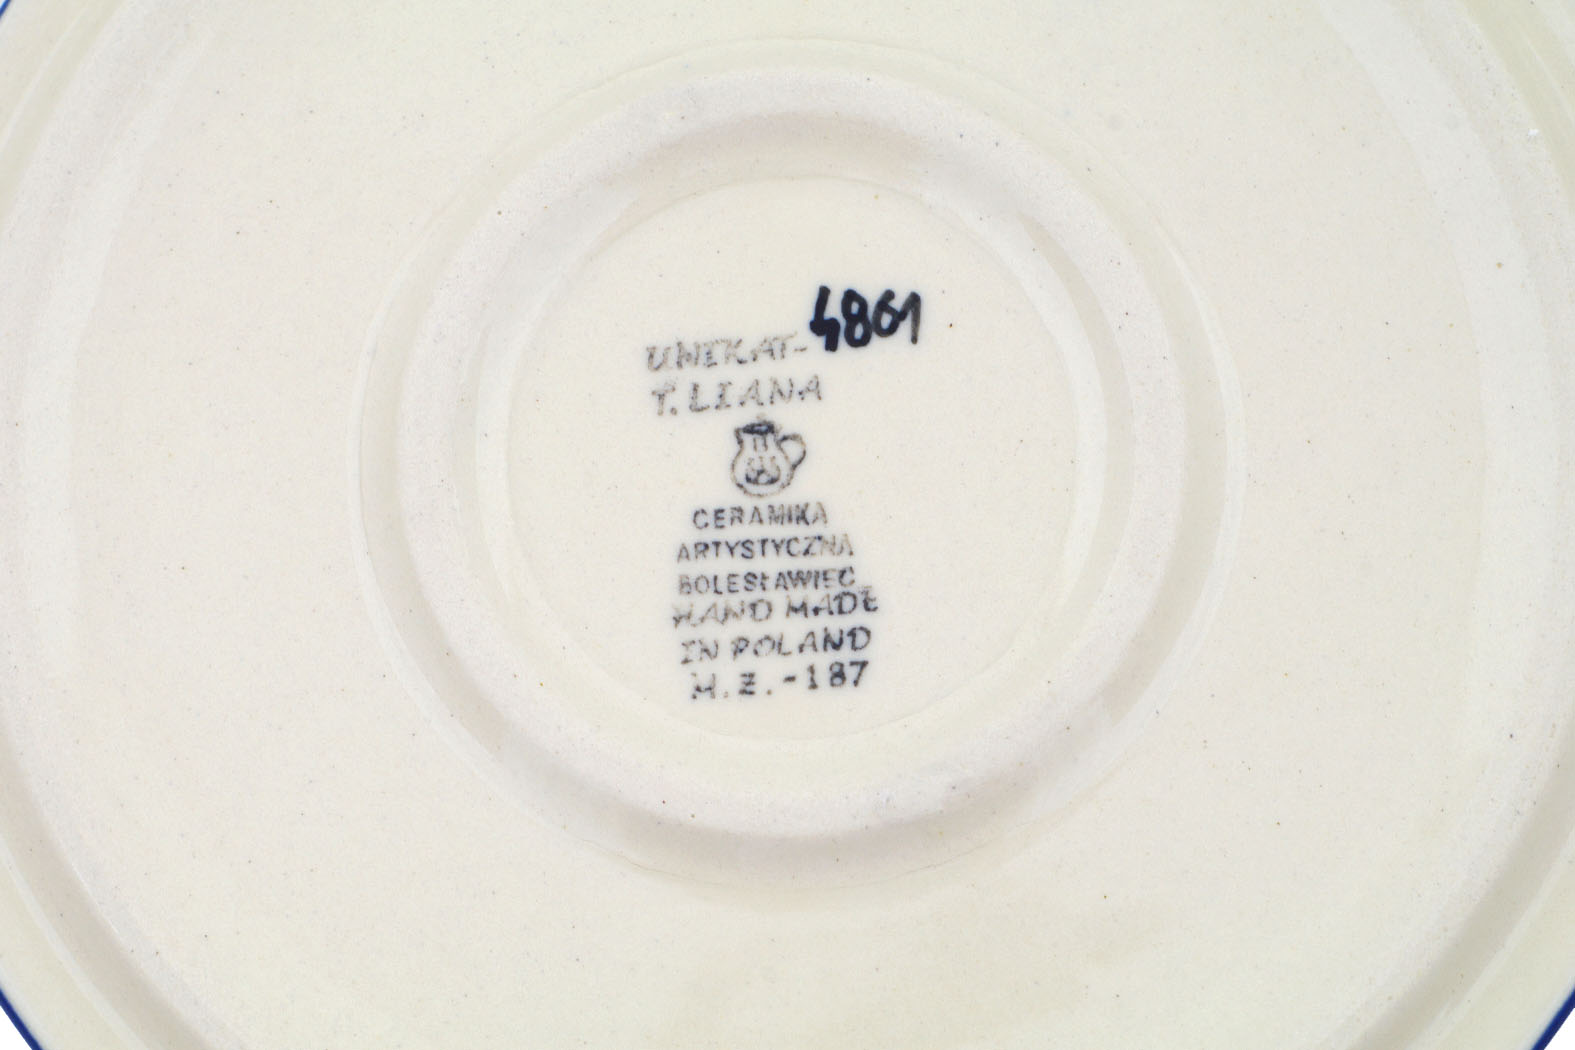 UNIKAT-4861
T. LIANA
CERAMIKA
ARTYSTYCZNA
BOLESŁAWIEC
HAND MADE
IN POLAND
H.Z.-187